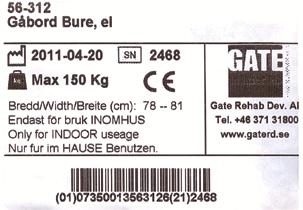 56-312
Gåbord Bure, el
2011-04-20 SN 2468
Max 150 Kg CE
GATE
Bredd/Width/Breite (cm): 78 -- 81
Endast för bruk INOMHUS
Only for INDOOR useage
Nur fur im HAUSE Benutzen.
Gate Rehab Dev. A
Tel +46 371 31800
www.gaterd.se
(01)07350013563126(21)2468